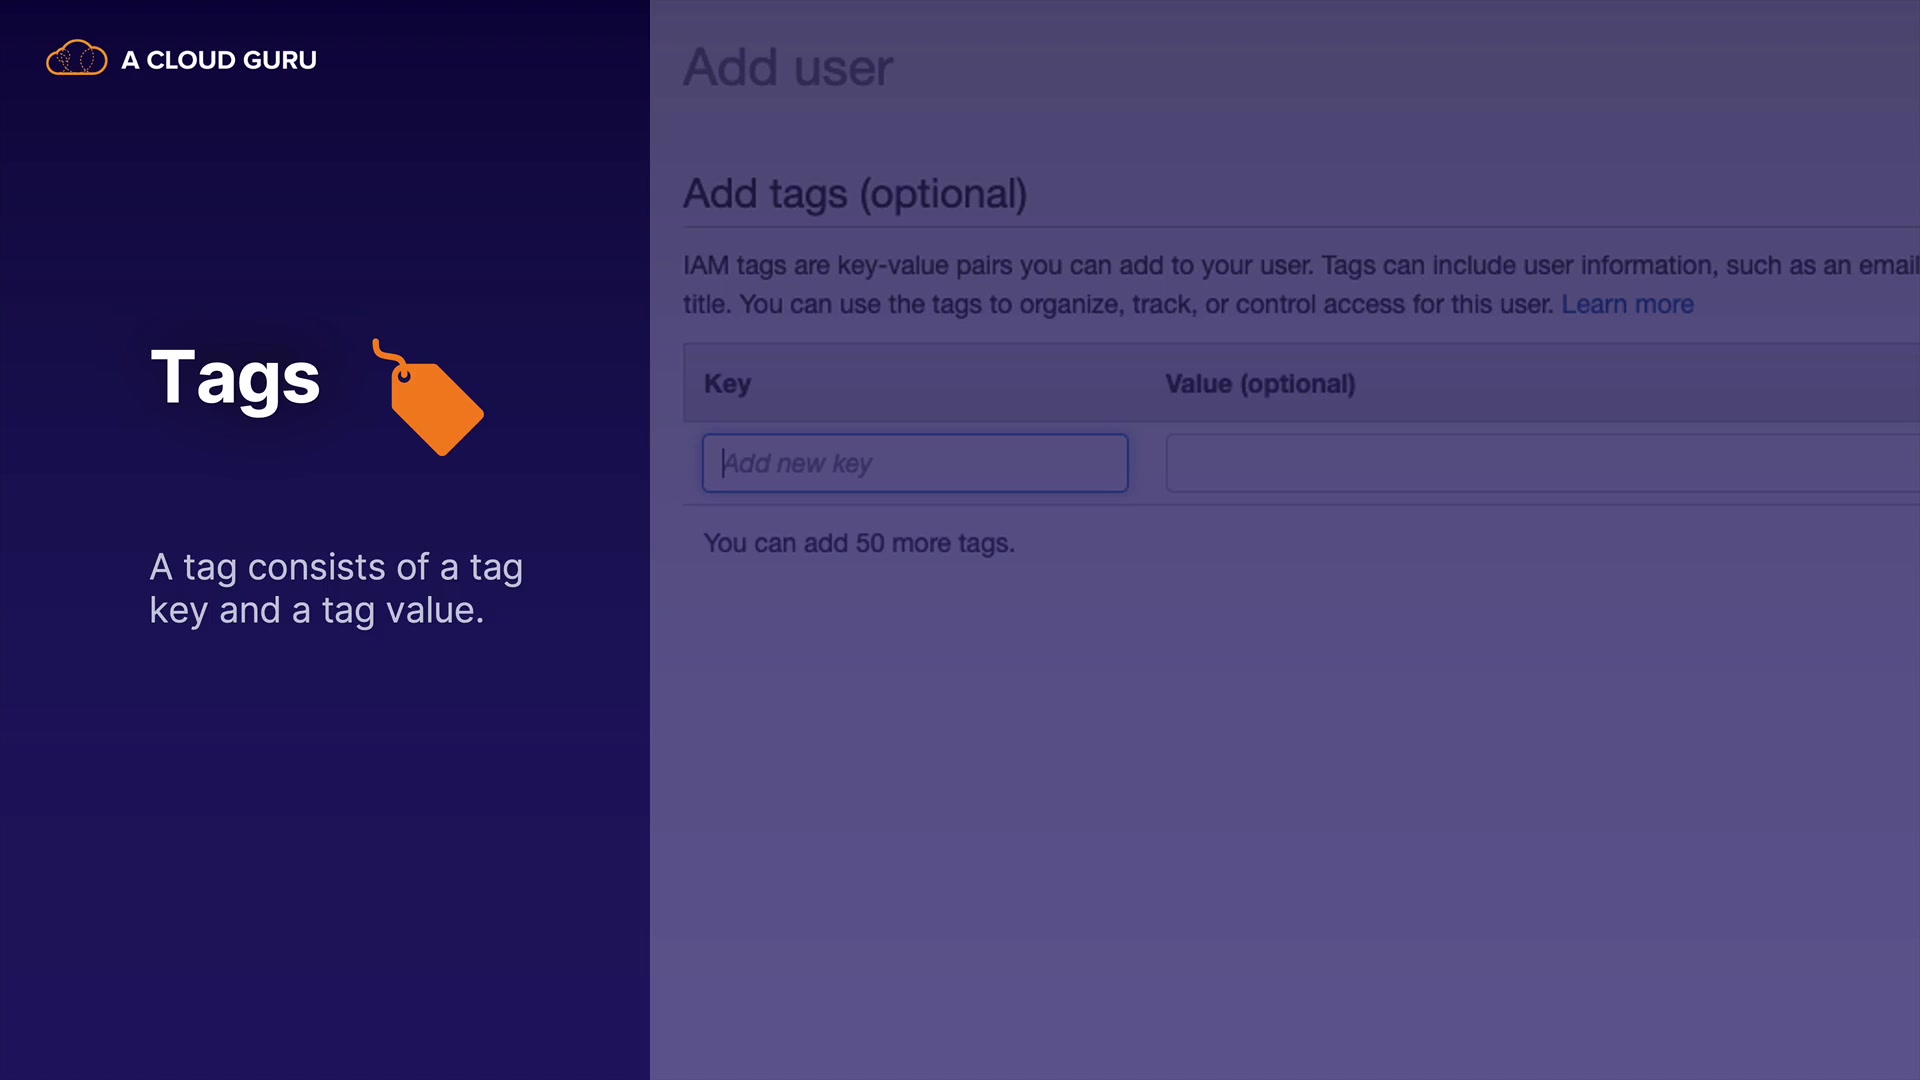 A CLOUD GURU
Tags
A tag consists of a tag
key and a tag value.
Add user
Add tags (optional)
IAM tags are key-value pairs you can add to your user. Tags can include user information, such as an email
title. You can use the tags to organize, track, or control access for this user. Learn more
Key Value (optional)
Add new key
You can add 50 more tags.